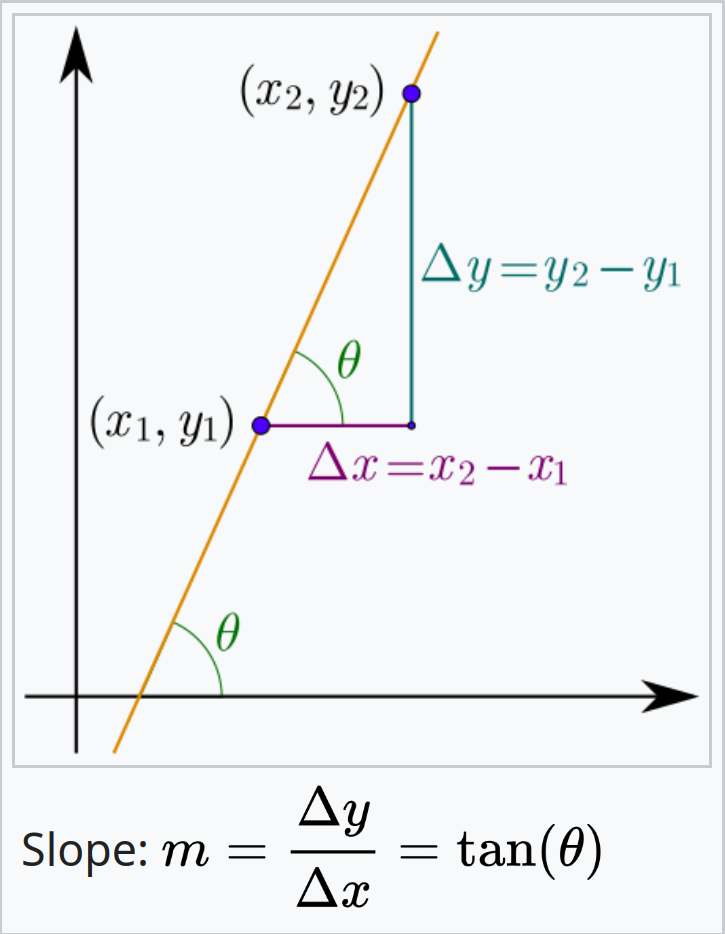 (x₂, y₂)
Δy=y₂−y₁
θ
(x₁, y₁)
Δx=x₂−x₁
θ
Slope: m = Δy/Δx = tan(θ)